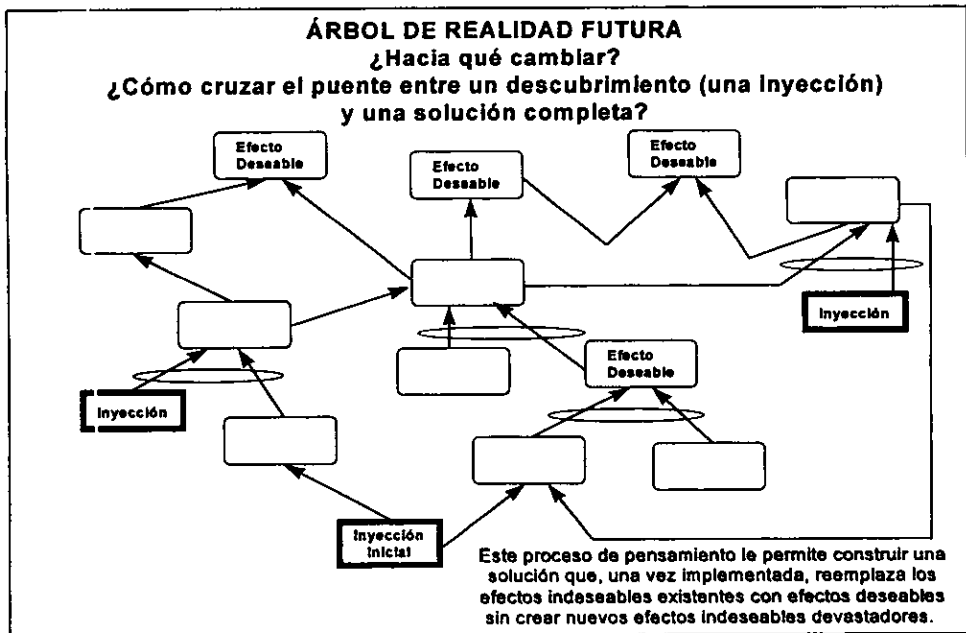 ÁRBOL DE REALIDAD FUTURA
¿Hacia qué cambiar?
¿Cómo cruzar el puente entre un descubrimiento (una inyección)
y una solución completa?
Efecto
Deseable
Efecto
Deseable
Efecto
Deseable
Inyección
Efecto
Deseable
Inyección
Inyección
Inicial
Este proceso de pensamiento le permite construir una
solución que, una vez implementada, reemplaza los
efectos indeseables existentes con efectos deseables
sin crear nuevos efectos indeseables devastadores.